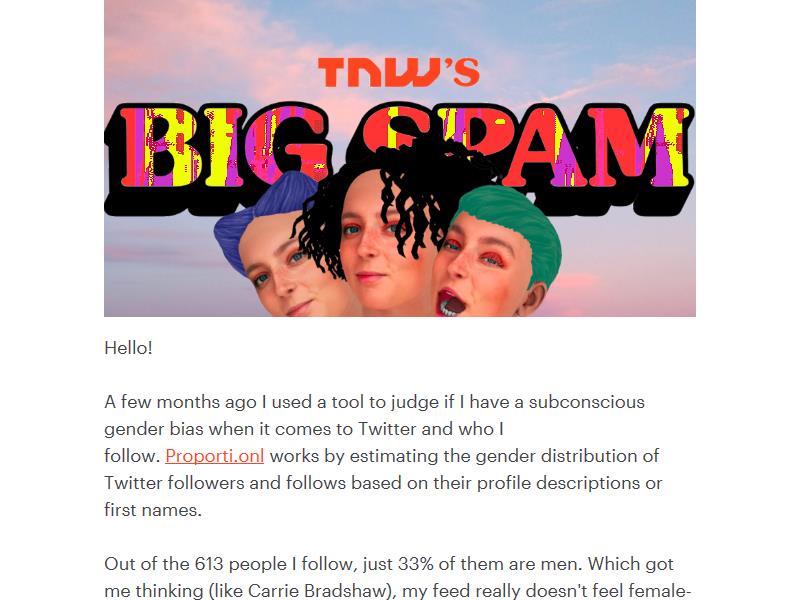 TNW'S
BIG SPAM
Hello!
A few months ago I used a tool to judge if I have a subconscious
gender bias when it comes to Twitter and who I
follow. Proporti.onl works by estimating the gender distribution of
Twitter followers and follows based on their profile descriptions or
first names.
Out of the 613 people I follow, just 33% of them are men. Which got
me thinking (like Carrie Bradshaw), my feed really doesn't feel female-